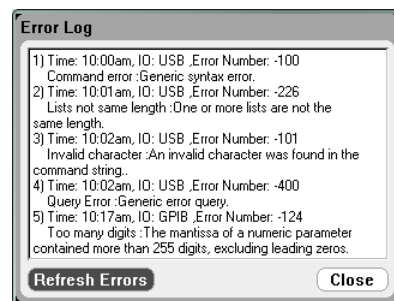 Error Log
1) Time: 10:00am, IO: USB ,Error Number: -100
Command error :Generic syntax error.
2) Time: 10:01am, IO: USB ,Error Number: -226
Lists not same length :One or more lists are not the
same length.
3) Time: 10:02am, IO: USB ,Error Number: -101
Invalid character :An invalid character was found in the
command string..
4) Time: 10:02am, IO: USB ,Error Number: -400
Query Error :Generic error query.
5) Time: 10:17am, IO: GPIB ,Error Number: -124
Too many digits :The mantissa of a numeric parameter
contained more than 255 digits, excluding leading zeros.
Refresh Errors
Close